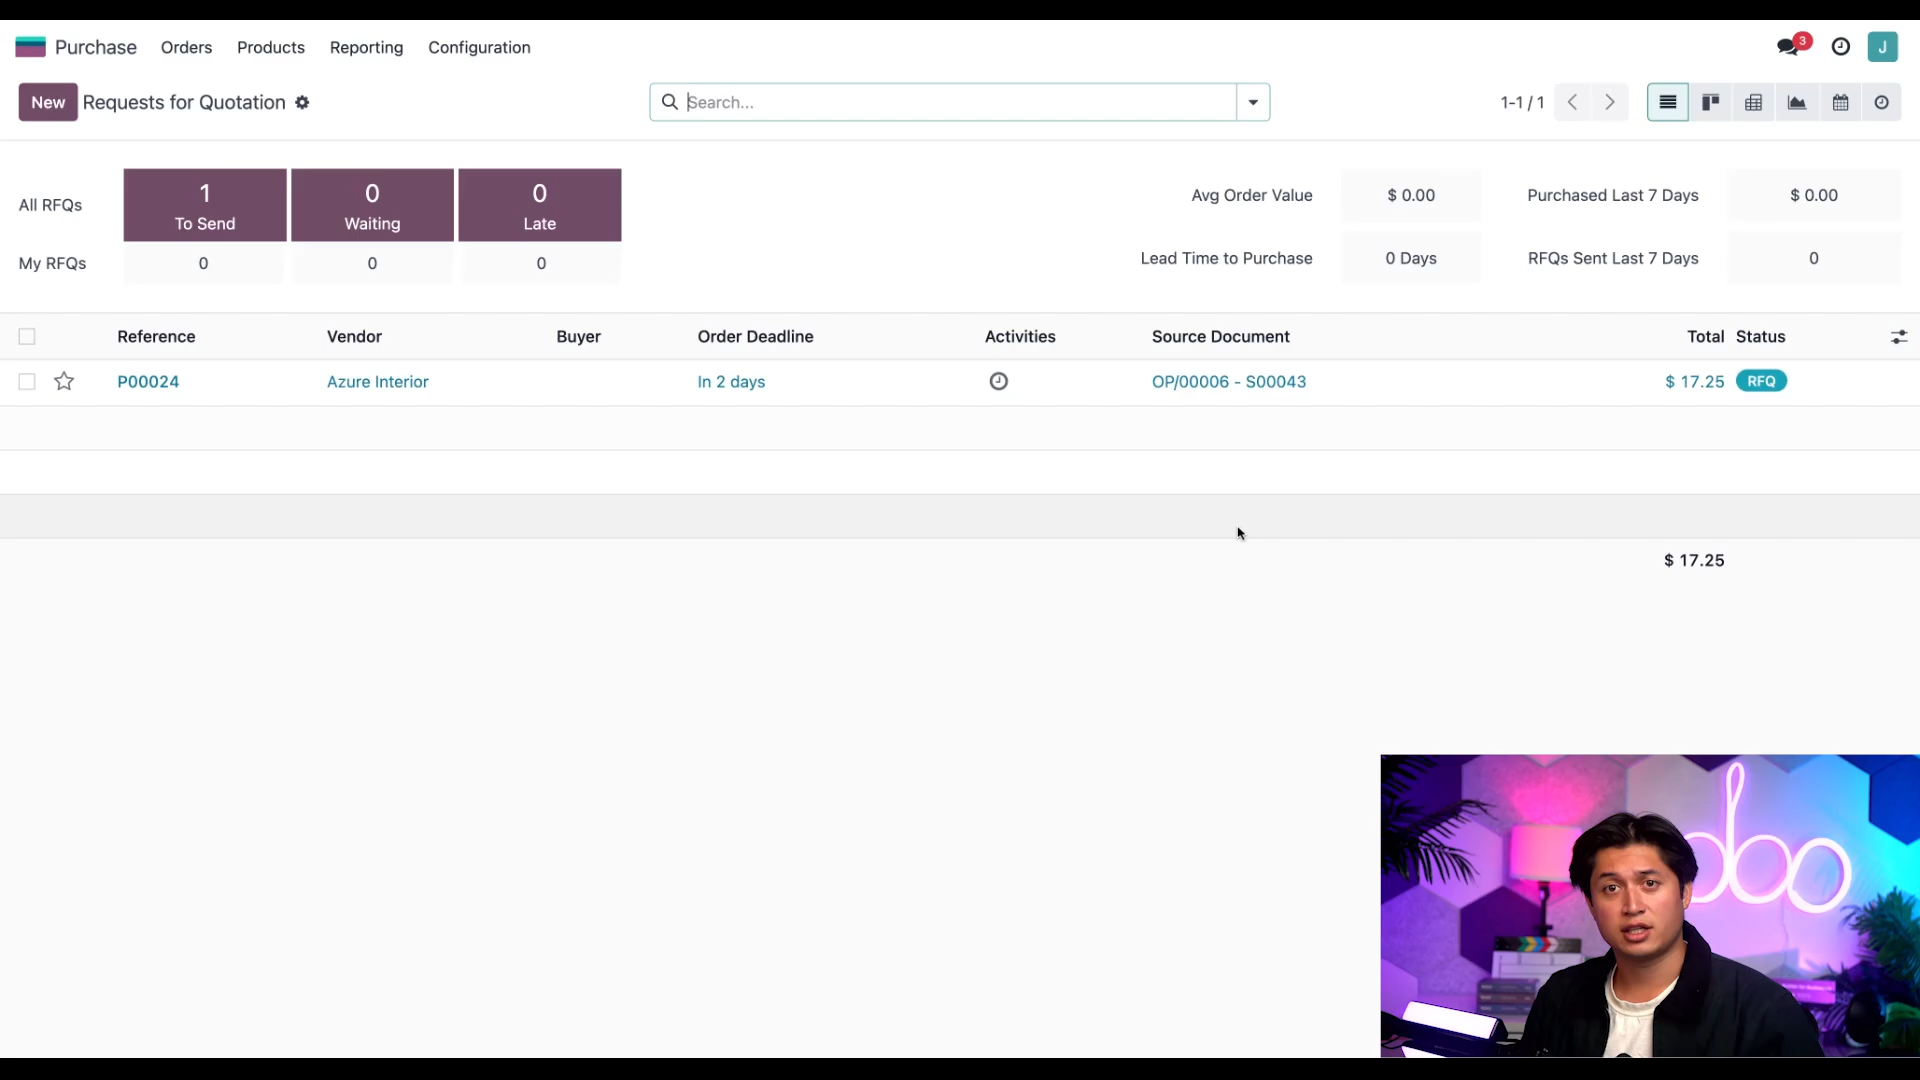 Purchase Orders Products Reporting Configuration 3 J
New Requests for Quotation Search... 1-1 / 1
All RFQs 1 To Send 0 Waiting 0 Late
My RFQs 0 0 0
Avg Order Value $ 0.00 Purchased Last 7 Days $ 0.00
Lead Time to Purchase 0 Days RFQs Sent Last 7 Days 0
Reference Vendor Buyer Order Deadline Activities Source Document Total Status
P00024 Azure Interior In 2 days OP/00006 - S00043 $ 17.25 RFQ
$ 17.25